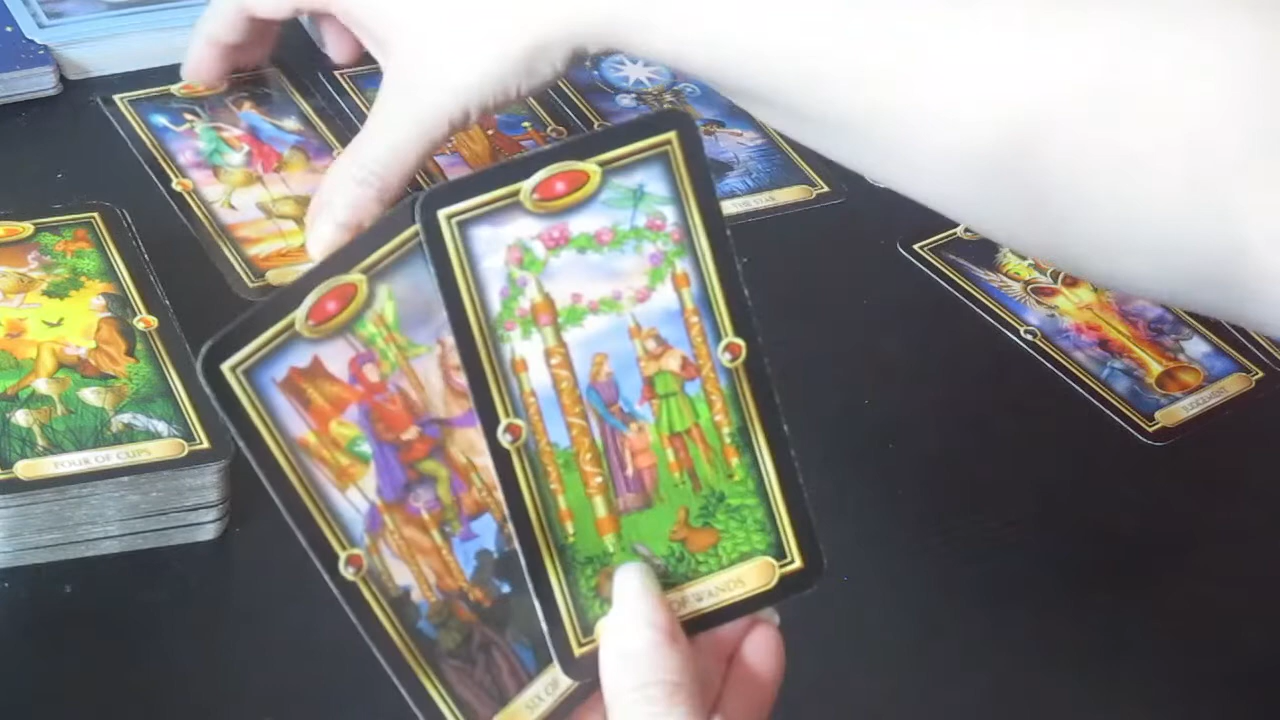 THE STAR
FOUR OF CUPS
JUDGEMENT
OF WANDS
SIX OF